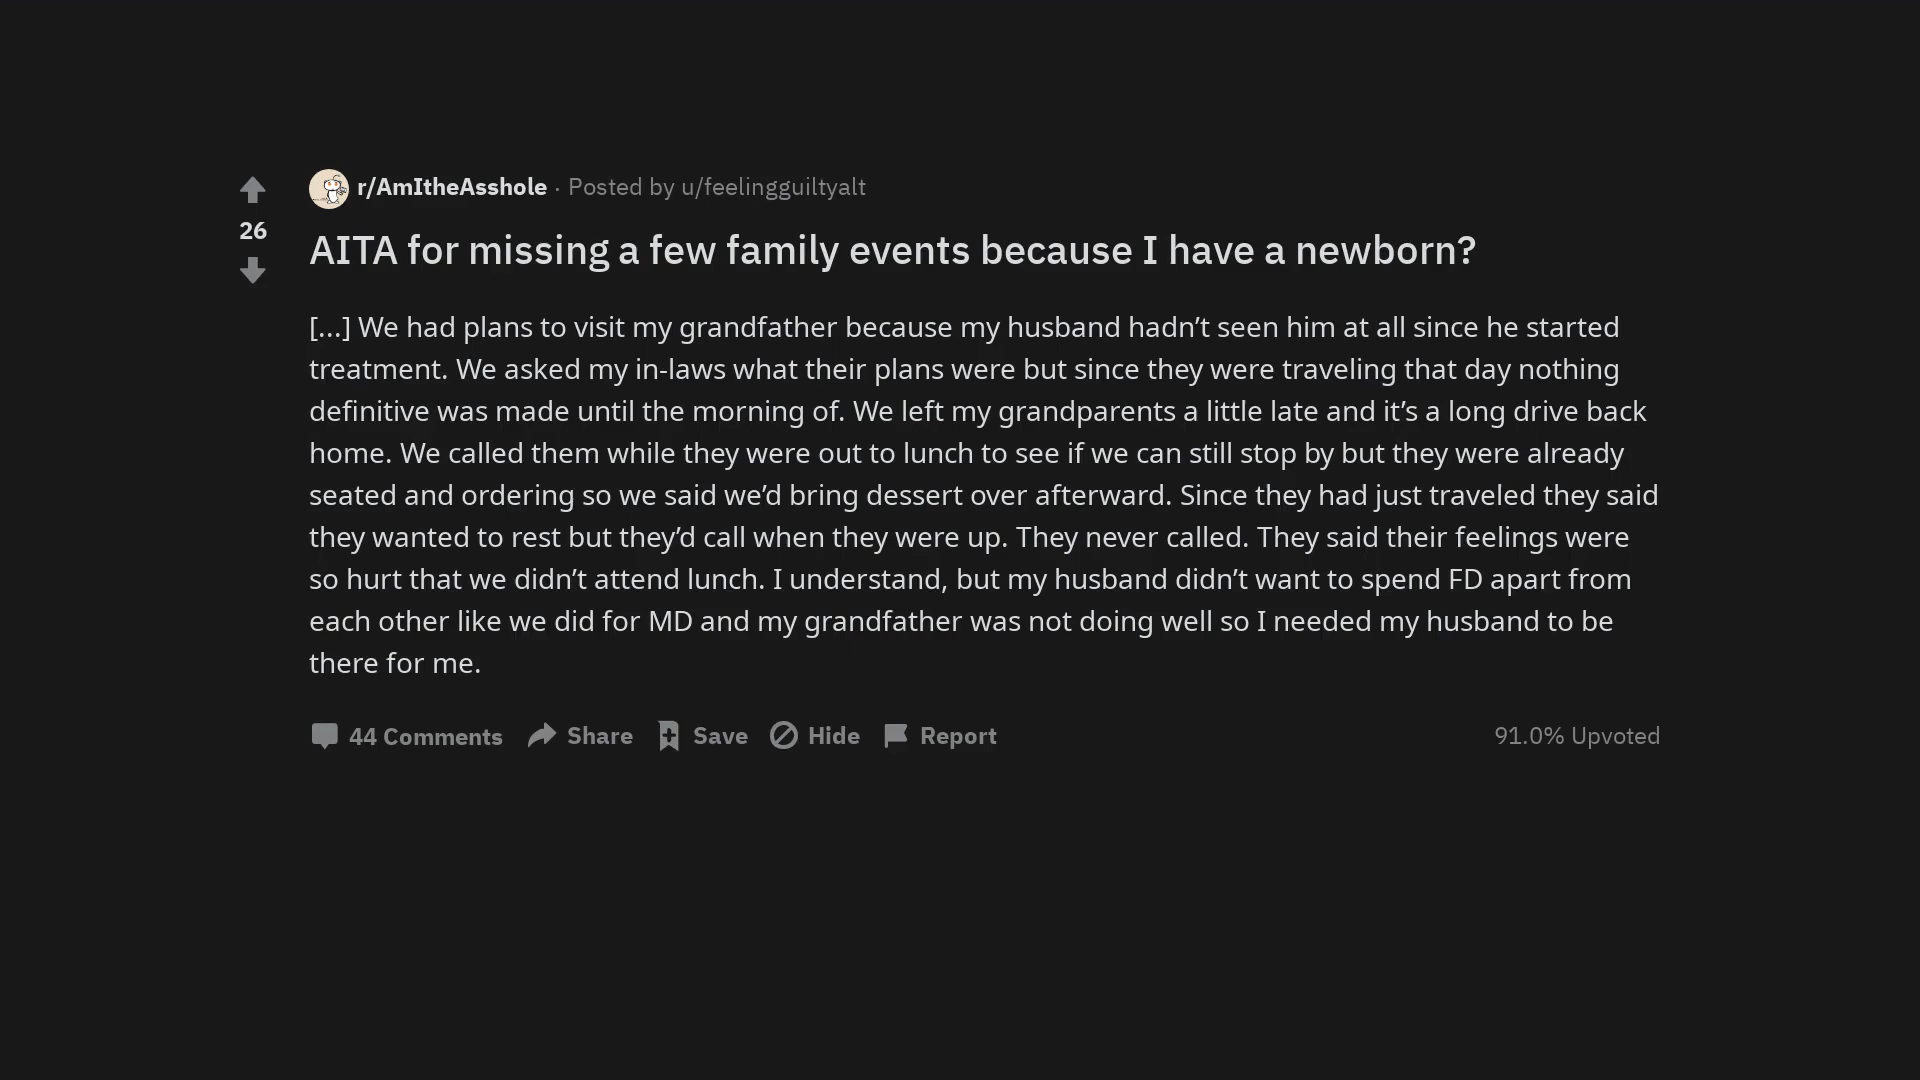 r/AmItheAsshole · Posted by u/feelingguiltyalt
26
AITA for missing a few family events because I have a newborn?
[...] We had plans to visit my grandfather because my husband hadn’t seen him at all since he started
treatment. We asked my in-laws what their plans were but since they were traveling that day nothing
definitive was made until the morning of. We left my grandparents a little late and it’s a long drive back
home. We called them while they were out to lunch to see if we can still stop by but they were already
seated and ordering so we said we’d bring dessert over afterward. Since they had just traveled they said
they wanted to rest but they’d call when they were up. They never called. They said their feelings were
so hurt that we didn’t attend lunch. I understand, but my husband didn’t want to spend FD apart from
each other like we did for MD and my grandfather was not doing well so I needed my husband to be
there for me.
44 Comments Share Save Hide Report 91.0% Upvoted